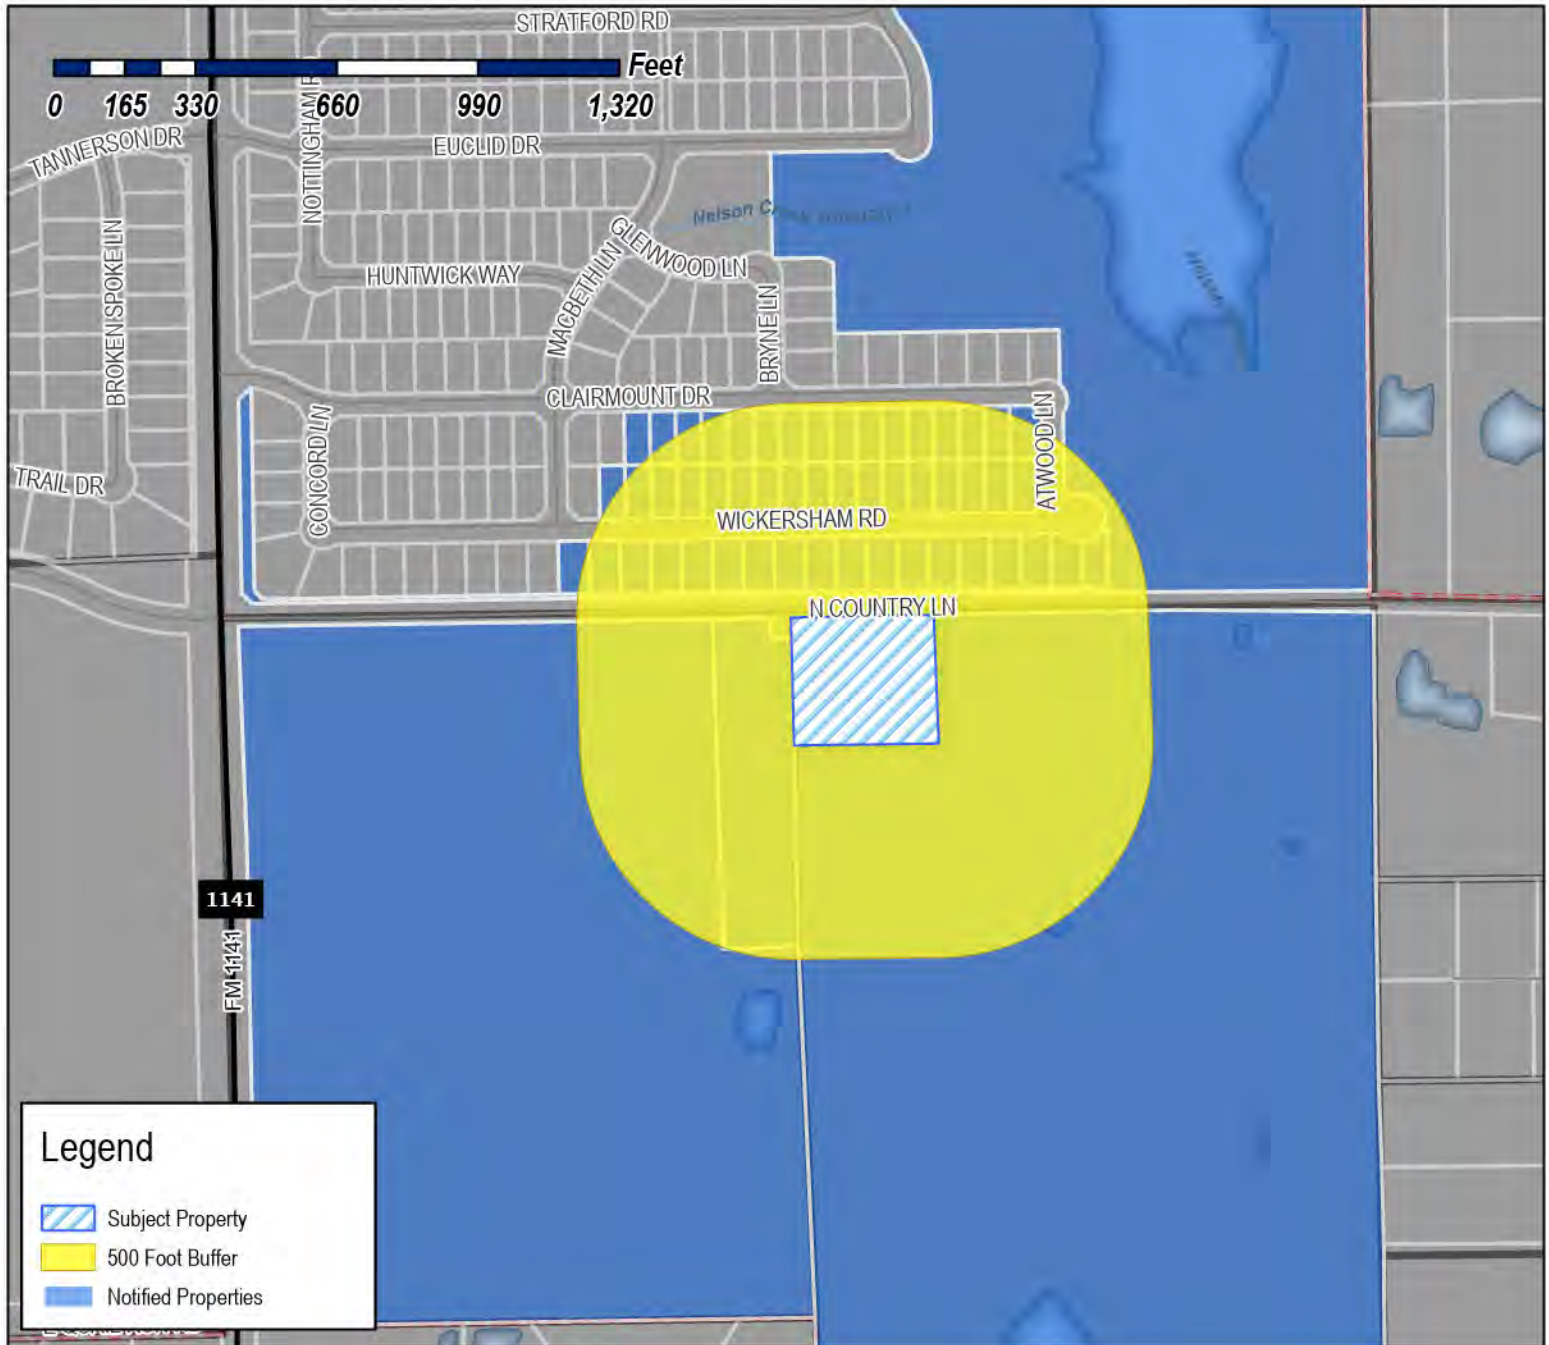 STRATFORD RD
Feet
0 165 330 660 990 1,320
NOTTINGHAM
TANNERSON DR
EUCLID DR
BROKEN SPOKE LN
Nelson
GLENWOOD LN
HUNTWICK WAY
MACBETH LN
BRYNE LN
Nelson
CLAIRMOUNT DR
CONCORD LN
ATWOOD LN
TRAIL DR
WICKERSHAM RD
N COUNTRY LN
1141
FM-1141
Legend
Subject Property
500 Foot Buffer
Notified Properties